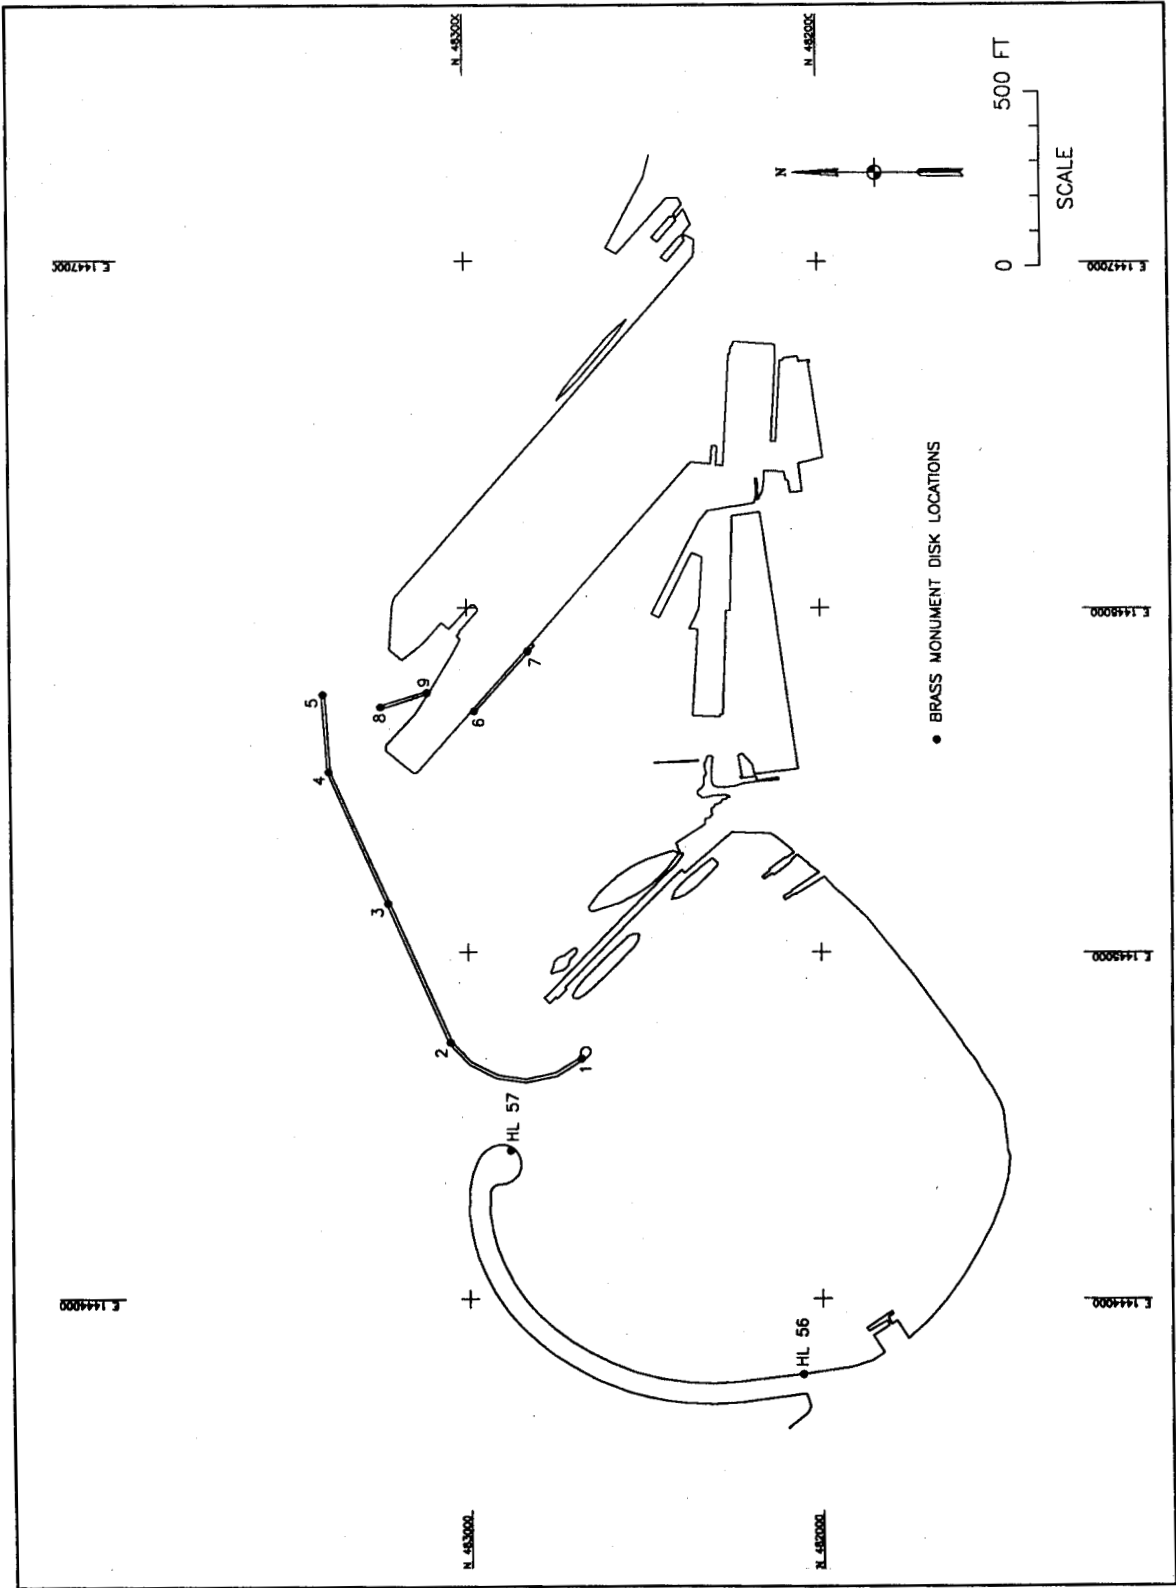 N 483000
N 482000
500 FT
0
SCALE
N
E 1447000
E 1447000
5
8
9
4
6
7
3
2
1
HL 57
HL 56
● BRASS MONUMENT DISK LOCATIONS
E 1445000
E 1444000
E 1444000
N 483000
N 482000